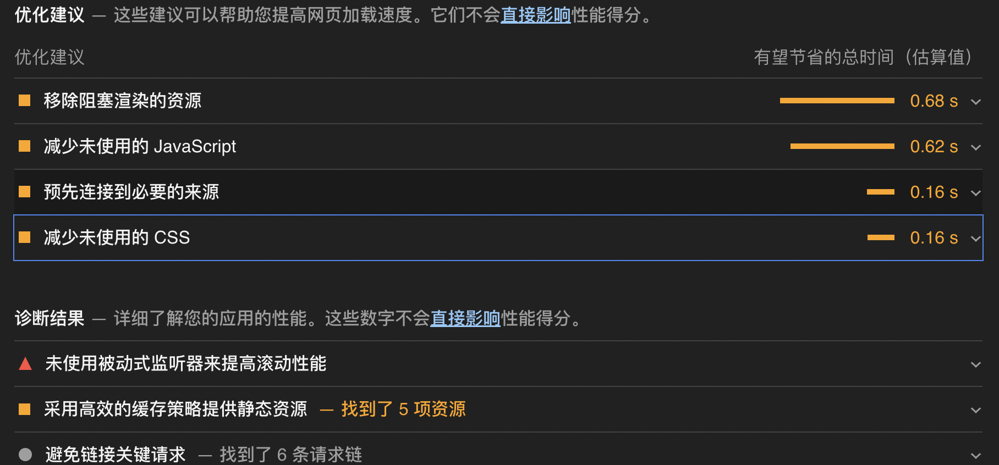 优化建议 — 这些建议可以帮助您提高网页加载速度。它们不会直接影响性能得分。
优化建议 有望节省的总时间（估算值）
移除阻塞渲染的资源 0.68 s
减少未使用的 JavaScript 0.62 s
预先连接到必要的来源 0.16 s
减少未使用的 CSS 0.16 s
诊断结果 — 详细了解您的应用的性能。这些数字不会直接影响性能得分。
未使用被动式监听器来提高滚动性能
采用高效的缓存策略提供静态资源 — 找到了 5 项资源
避免链接关键请求 — 找到了 6 条请求链